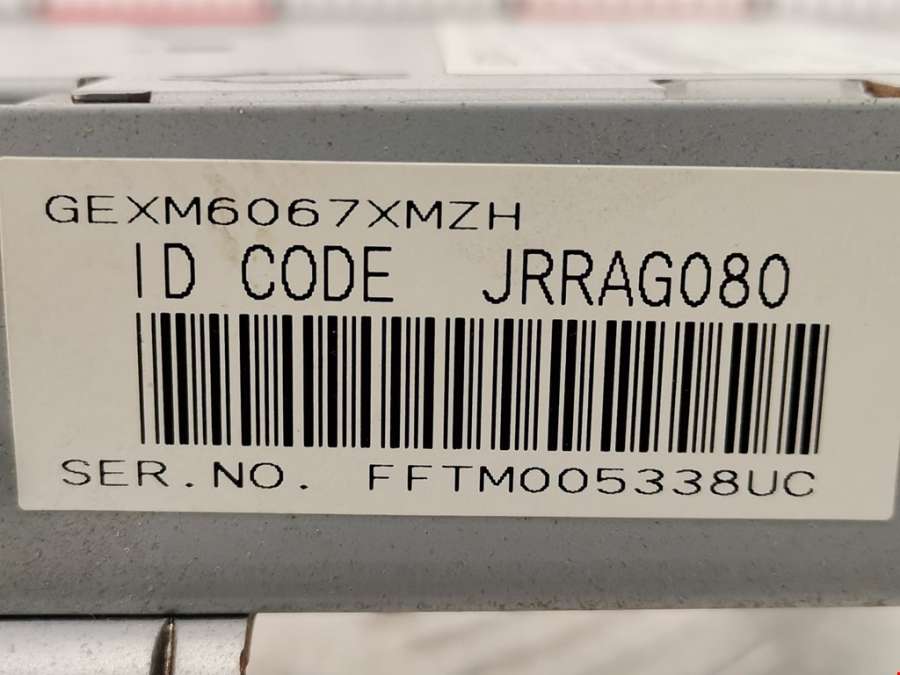 GEXM6067XMZH
ID CODE JRRAG080
SER.NO. FFTM005338UC